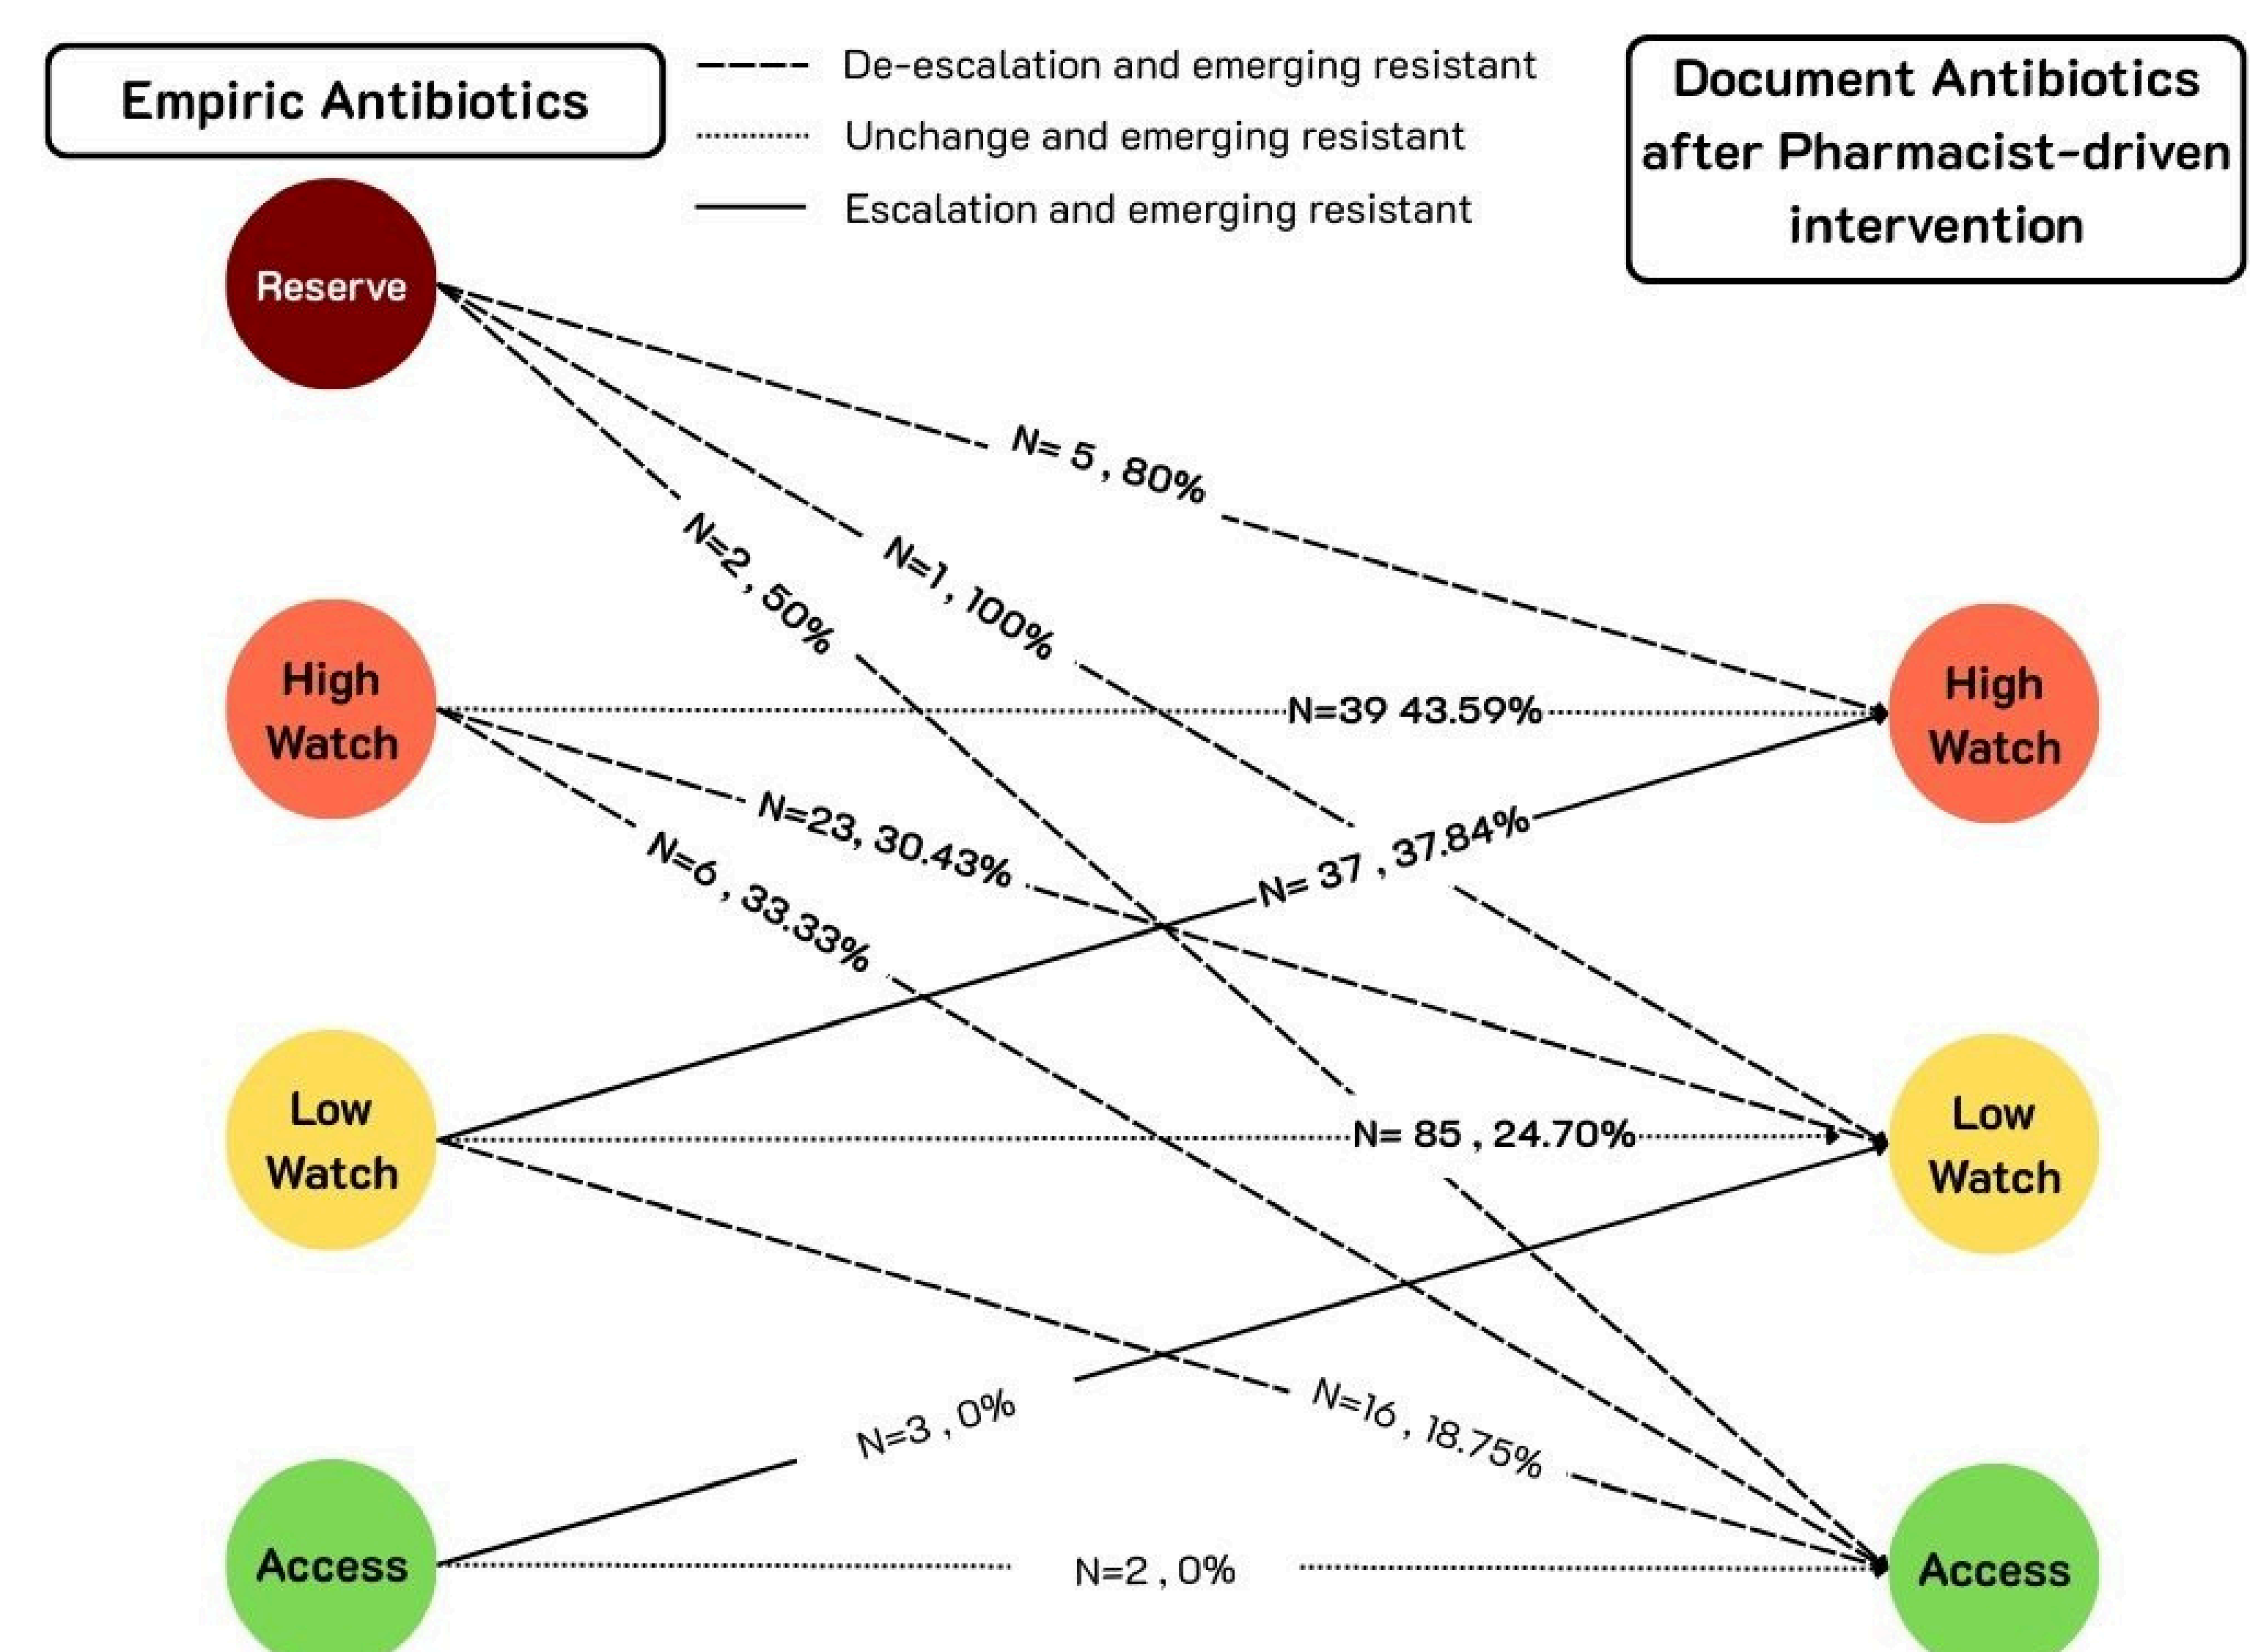 Empiric Antibiotics
De-escalation and emerging resistant
Unchange and emerging resistant
Escalation and emerging resistant
Document Antibiotics
after Pharmacist-driven
intervention
Reserve
N= 5 , 80%
N=1, 100%
N=2 , 50%
High
Watch
N=39 43.59%
High
Watch
N=23, 30.43%
N= 37 , 37.84%
N=6 , 33.33%
Low
Watch
N= 85 , 24.70%
Low
Watch
N=16 , 18.75%
N=3 , 0%
Access
N=2 , 0%
Access